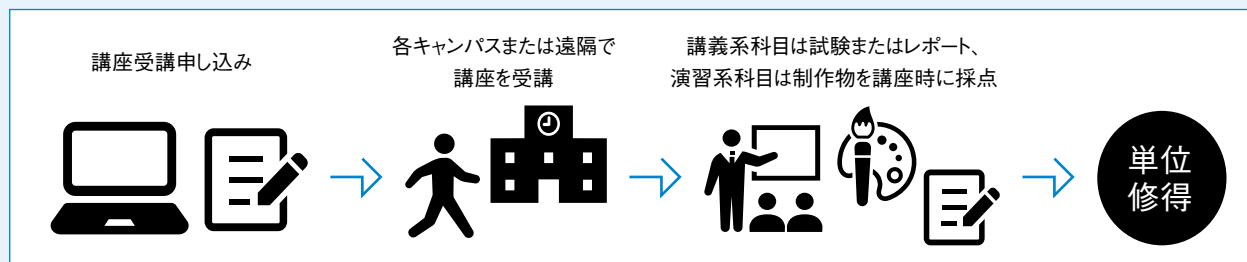 講座受講申し込み
各キャンパスまたは遠隔で
講座を受講
講義系科目は試験またはレポート、
演習系科目は制作物を講座時に採点
単位
修得